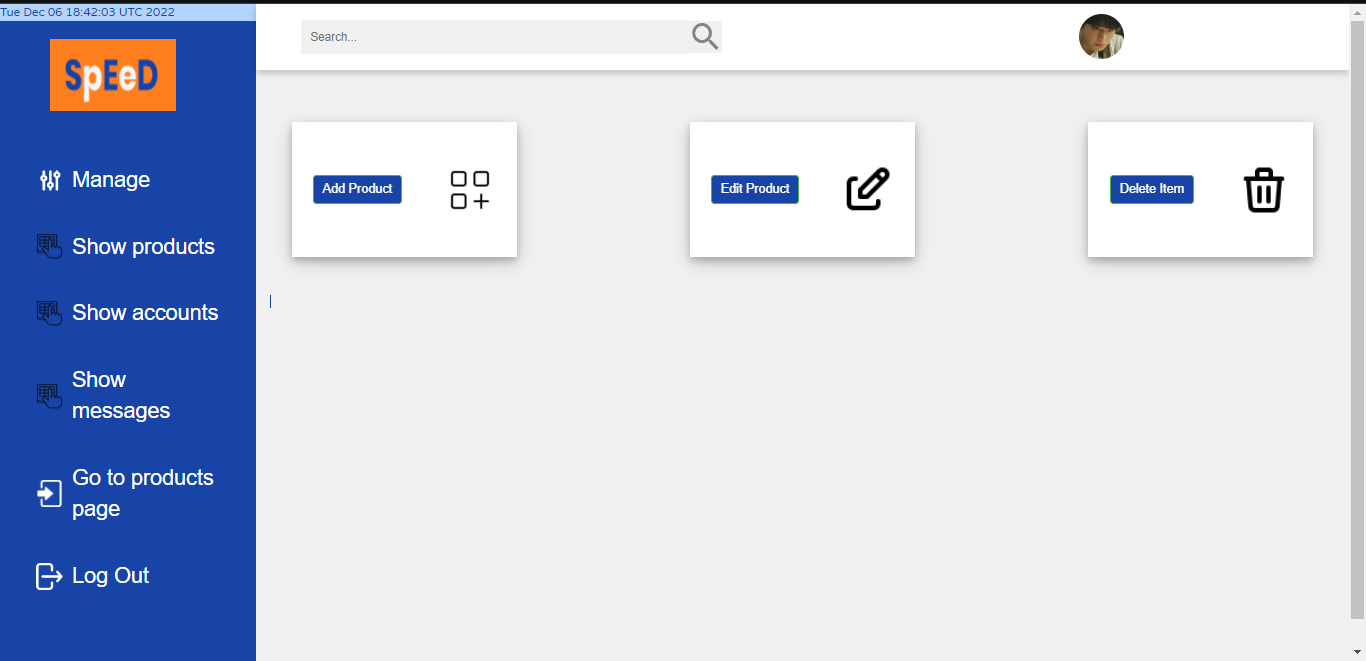 Tue Dec 06 18:42:03 UTC 2022
SpEeD
Manage
Show products
Show accounts
Show
messages
Go to products
page
Log Out
Search...
Add Product
Edit Product
Delete Item